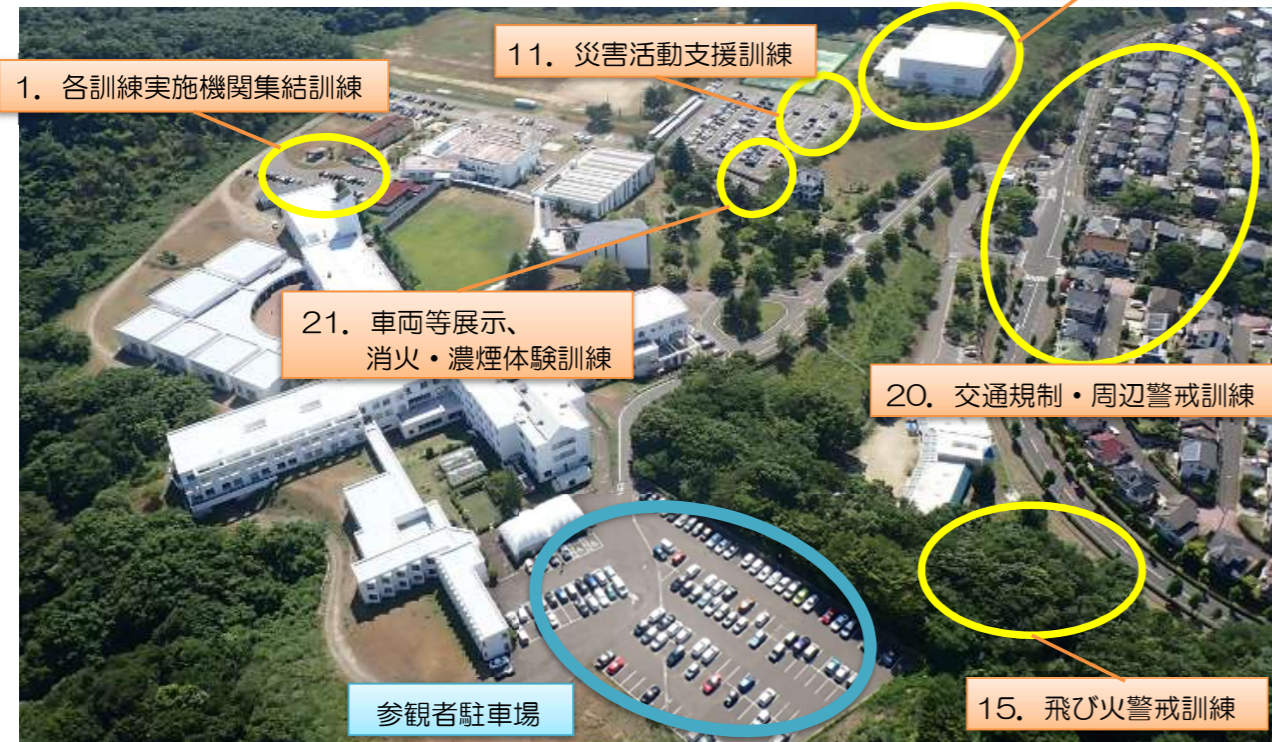 11．災害活動支援訓練
1．各訓練実施機関集結訓練
21．車両等展示、
消火・濃煙体験訓練
20．交通規制・周辺警戒訓練
参観者駐車場
15．飛び火警戒訓練